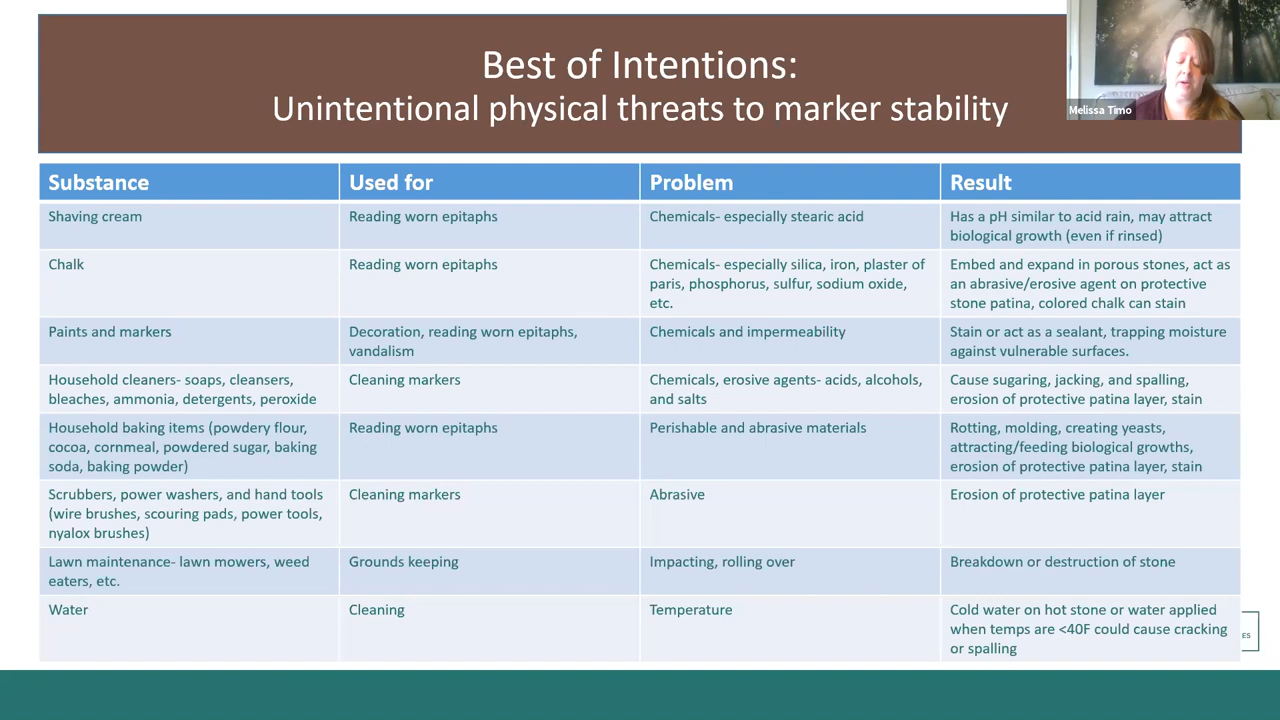 Best of Intentions:
Unintentional physical threats to marker stability
Melissa Timo
Substance
Used for
Problem
Result
Shaving cream
Reading worn epitaphs
Chemicals- especially stearic acid
Has a pH similar to acid rain, may attract
biological growth (even if rinsed)
Chalk
Reading worn epitaphs
Chemicals- especially silica, iron, plaster of
paris, phosphorus, sulfur, sodium oxide,
etc.
Embed and expand in porous stones, act as
an abrasive/erosive agent on protective
stone patina, colored chalk can stain
Paints and markers
Decoration, reading worn epitaphs,
vandalism
Chemicals and impermeability
Stain or act as a sealant, trapping moisture
against vulnerable surfaces.
Household cleaners- soaps, cleansers,
bleaches, ammonia, detergents, peroxide
Cleaning markers
Chemicals, erosive agents- acids, alcohols,
and salts
Cause sugaring, jacking, and spalling,
erosion of protective patina layer, stain
Household baking items (powdery flour,
cocoa, cornmeal, powdered sugar, baking
soda, baking powder)
Reading worn epitaphs
Perishable and abrasive materials
Rotting, molding, creating yeasts,
attracting/feeding biological growths,
erosion of protective patina layer, stain
Scrubbers, power washers, and hand tools
(wire brushes, scouring pads, power tools,
nyalox brushes)
Cleaning markers
Abrasive
Erosion of protective patina layer
Lawn maintenance- lawn mowers, weed
eaters, etc.
Grounds keeping
Impacting, rolling over
Breakdown or destruction of stone
Water
Cleaning
Temperature
Cold water on hot stone or water applied
when temps are <40F could cause cracking
or spalling
ES